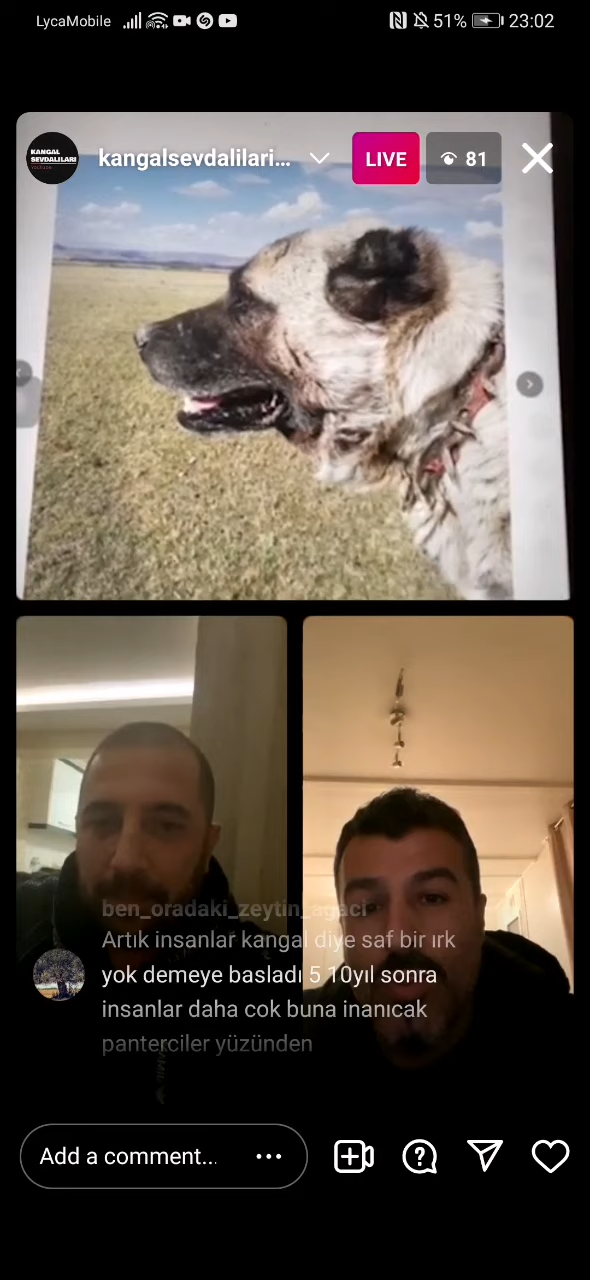 LycaMobile 51% 23:02
KANGAL
SEVDALILARI
YOUTUBE
kangalsevdalilari... LIVE 81
ben_oradaki_zeytin_agaci
Artık insanlar kangal diye saf bir ırk
yok demeye basladı 5 10yıl sonra
insanlar daha cok buna inanıcak
panterciler yüzünden
Add a comment...